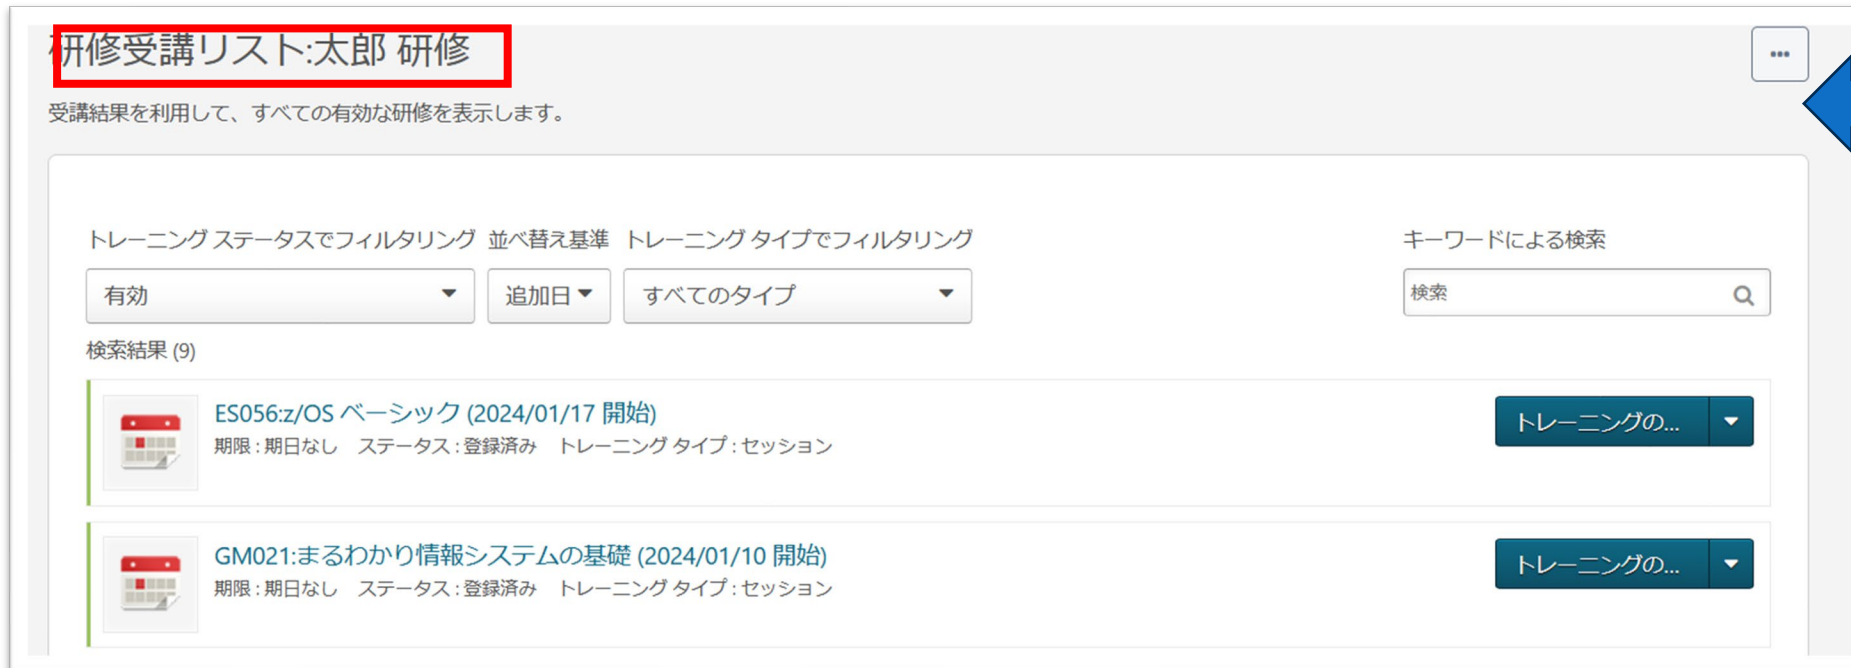 研修受講リスト:太郎 研修
受講結果を利用して、すべての有効な研修を表示します。
トレーニング ステータスでフィルタリング 並べ替え基準 トレーニング タイプでフィルタリング キーワードによる検索
有効 追加日 すべてのタイプ 検索
検索結果 (9)
ES056:z/OS ベーシック (2024/01/17 開始)
トレーニングの...
期限 : 期日なし ステータス : 登録済み トレーニング タイプ : セッション
GM021:まるわかり情報システムの基礎 (2024/01/10 開始)
トレーニングの...
期限 : 期日なし ステータス : 登録済み トレーニング タイプ : セッション